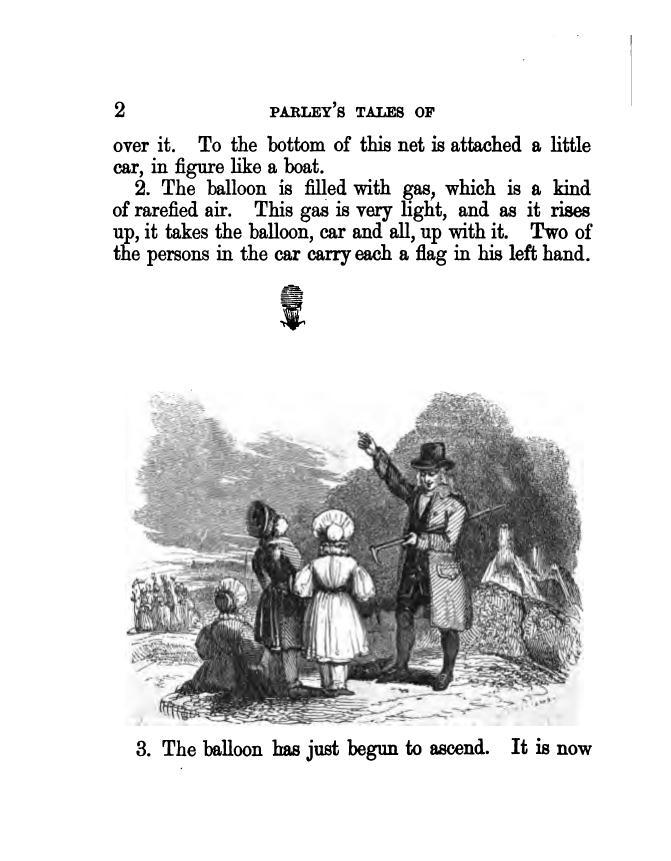 2 PARLEY'S TALES OF
over it. To the bottom of this net is attached a little
car, in figure like a boat.
2. The balloon is filled with gas, which is a kind
of rarefied air. This gas is very light, and as it rises
up, it takes the balloon, car and all, up with it. Two of
the persons in the car carry each a flag in his left hand.
3. The balloon has just begun to ascend. It is now